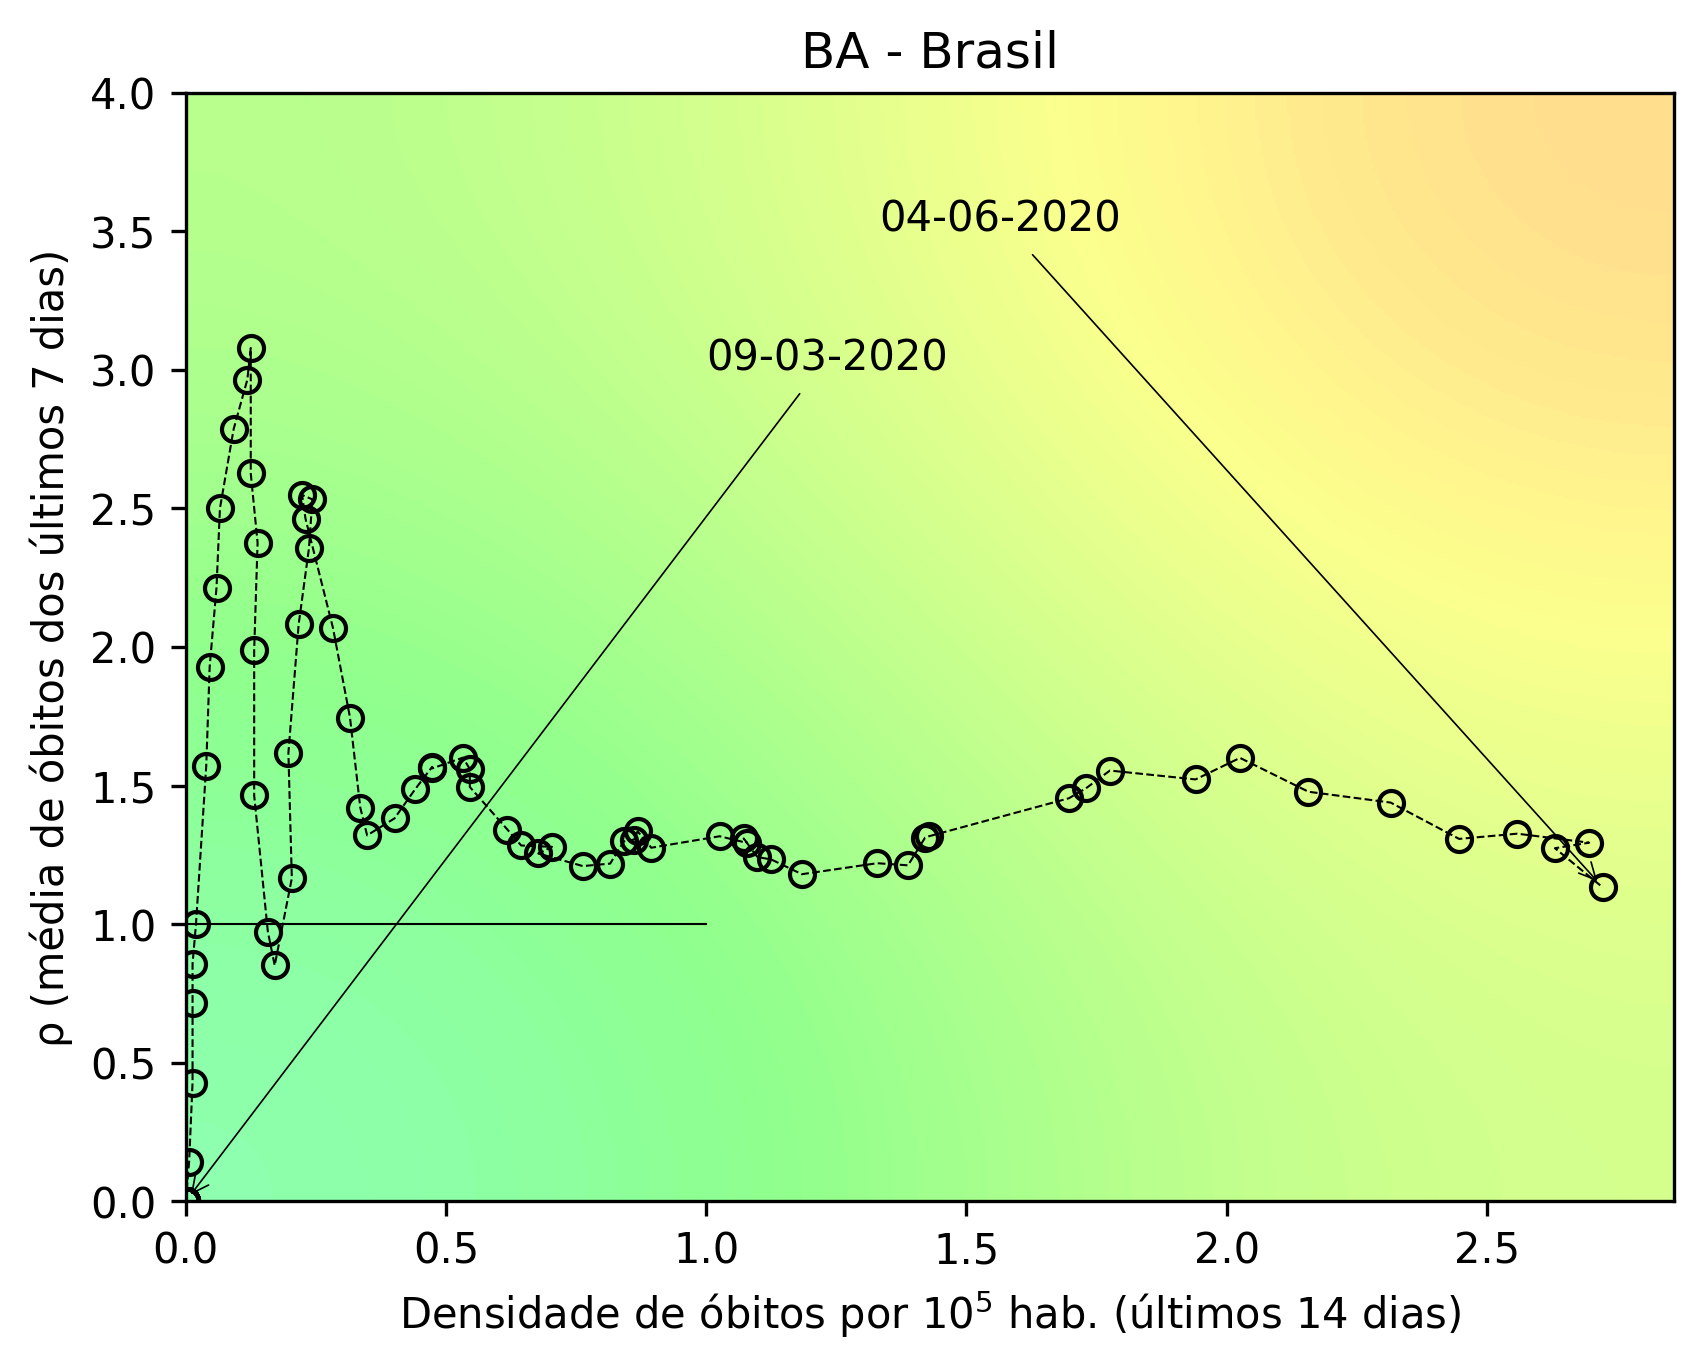 BA - Brasil
ρ (média de óbitos dos últimos 7 dias)
4.0
3.5
3.0
2.5
2.0
1.5
1.0
0.5
0.0
04-06-2020
09-03-2020
0.0 0.5 1.0 1.5 2.0 2.5
Densidade de óbitos por 10⁵ hab. (últimos 14 dias)